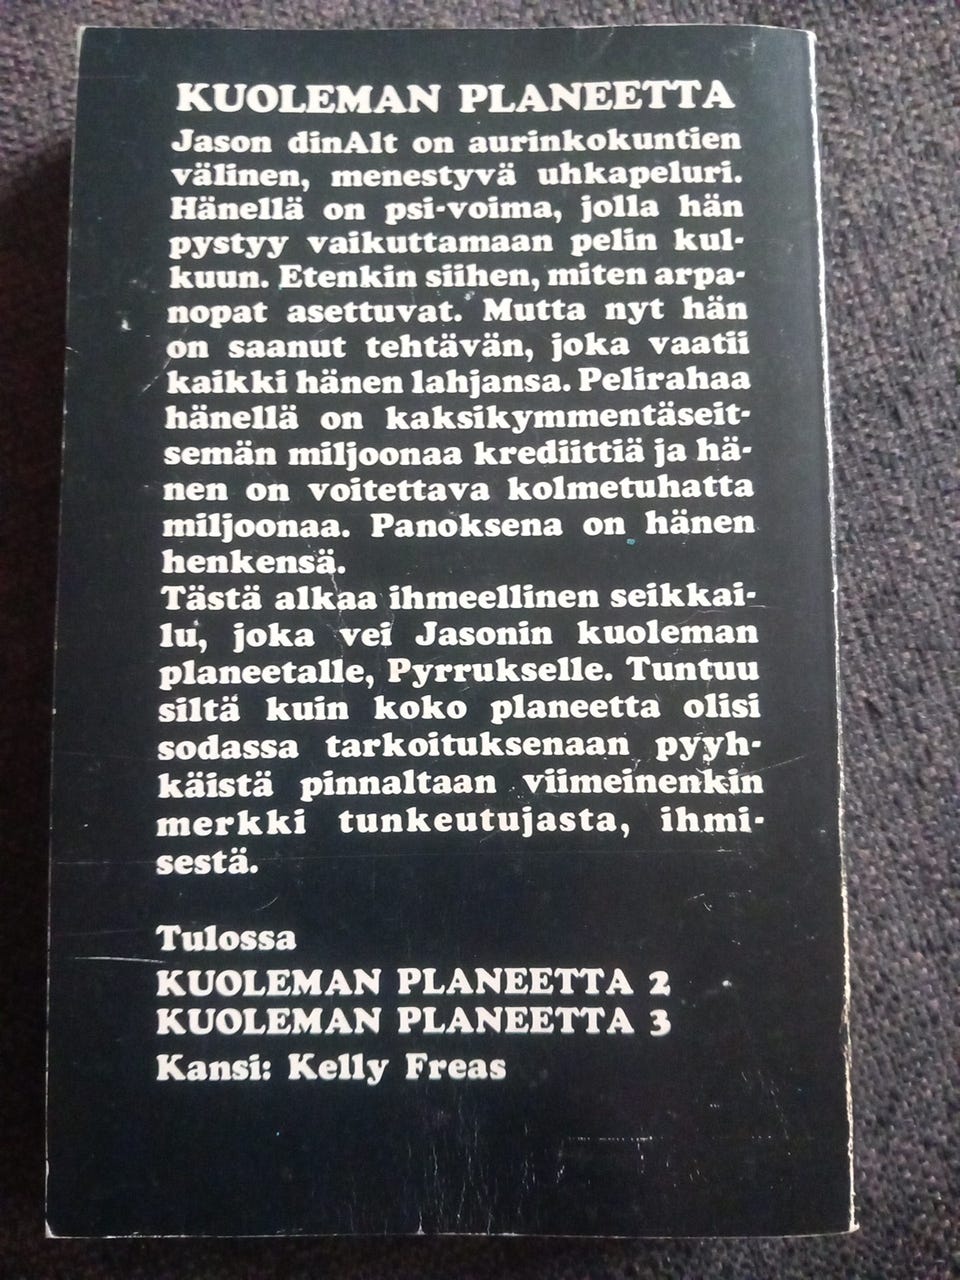 KUOLEMAN PLANEETTA
Jason dinAlt on aurinkokuntien
välinen, menestyvä uhkapeluri.
Hänellä on psi-voima, jolla hän
pystyy vaikuttamaan pelin kul-
kuun. Etenkin siihen, miten arpa-
nopat asettuvat. Mutta nyt hän
on saanut tehtävän, joka vaatii
kaikki hänen lahjansa. Pelirahaa
hänellä on kaksikymmentäseit-
semän miljoonaa krediittiä ja hä-
nen on voitettava kolmetuhatta
miljoonaa. Panoksena on hänen
henkensä.
Tästä alkaa ihmeellinen seikkai-
lu, joka vei Jasonin kuoleman
planeetalle, Pyrrukselle. Tuntuu
siltä kuin koko planeetta olisi
sodassa tarkoituksenaan pyyh-
käistä pinnaltaan viimeinenkin
merkki tunkeutujasta, ihmi-
sestä.
Tulossa
KUOLEMAN PLANEETTA 2
KUOLEMAN PLANEETTA 3
Kansi: Kelly Freas